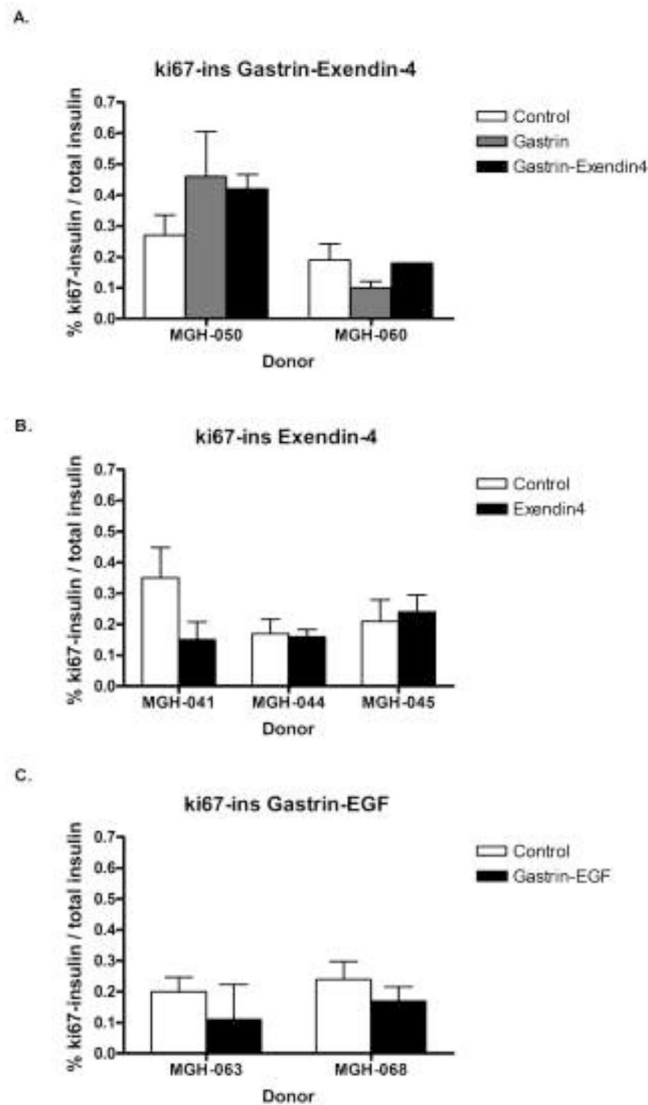 A.
ki67-ins Gastrin-Exendin-4
% ki67-insulin / total insulin
0.7
0.6
0.5
0.4
0.3
0.2
0.1
0.0
MGH-050 MGH-060
Donor
Control
Gastrin
Gastrin-Exendin4
B.
ki67-ins Exendin-4
% ki67-insulin / total insulin
0.7
0.6
0.5
0.4
0.3
0.2
0.1
0.0
MGH-041 MGH-044 MGH-045
Donor
Control
Exendin4
C.
ki67-ins Gastrin-EGF
% ki67-insulin / total insulin
0.7
0.6
0.5
0.4
0.3
0.2
0.1
0.0
MGH-063 MGH-068
Donor
Control
Gastrin-EGF